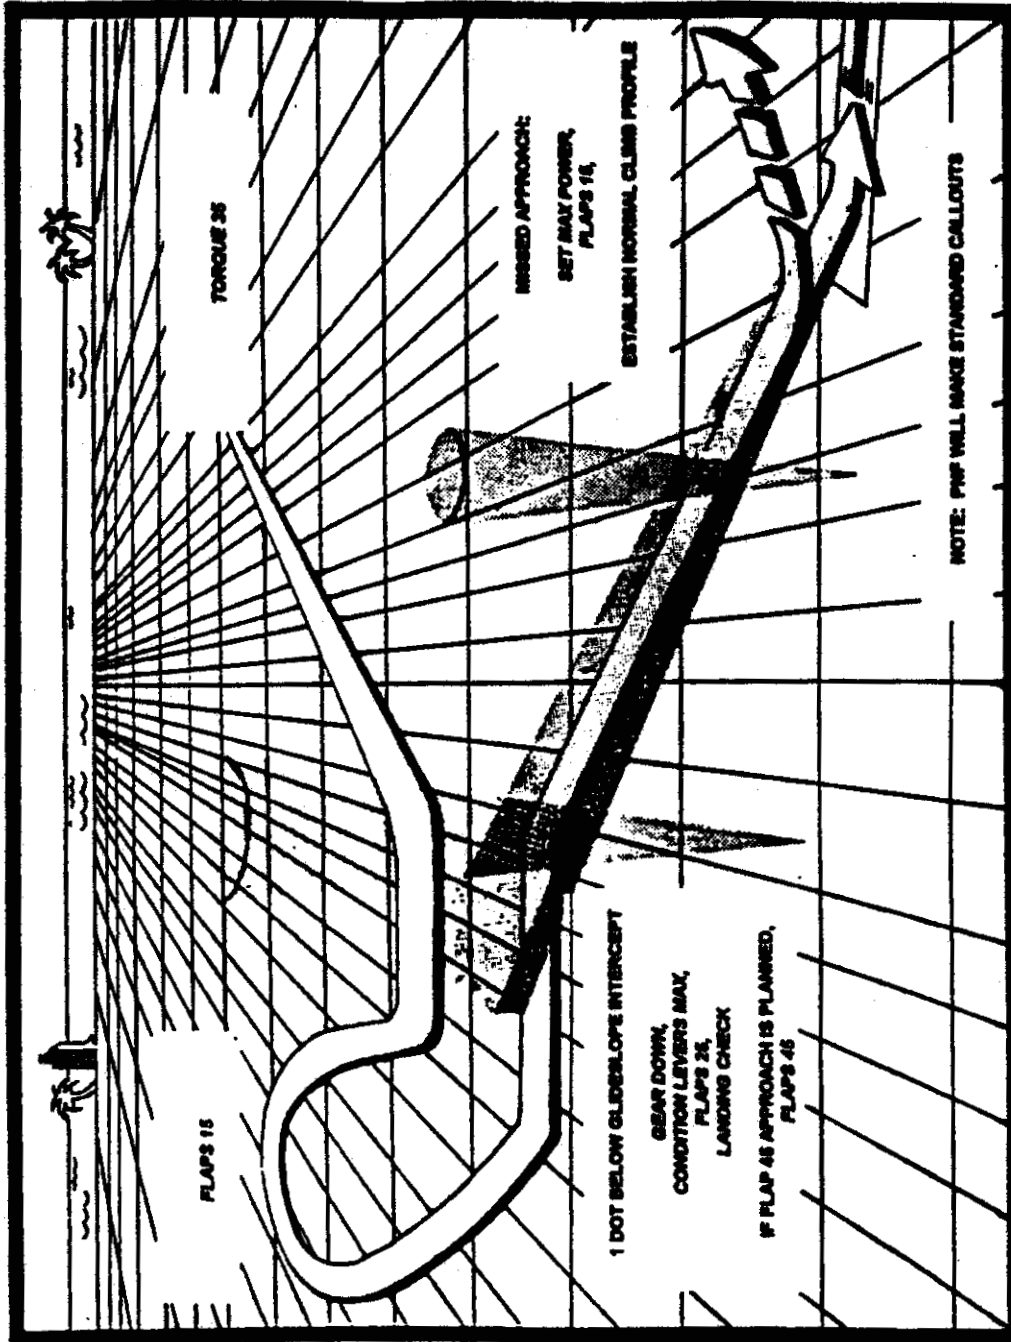 FLAPS 15
TORQUE 35
1 DOT BELOW GLIDESLOPE INTERCEPT
GEAR DOWN,
CONDITION LEVERS MAX,
FLAPS 25,
LANDING CHECK
IF FLAP 45 APPROACH IS PLANNED,
FLAPS 45
MISSED APPROACH:
SET MAX POWER,
FLAPS 15,
ESTABLISH NORMAL CLIMB PROFILE
NOTE: PNF WILL MAKE STANDARD CALLOUTS